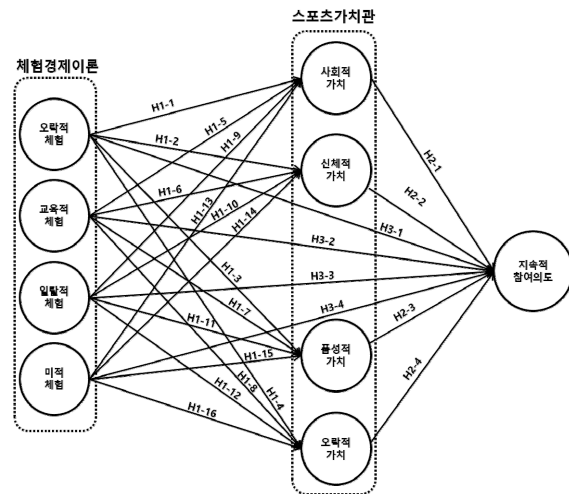 스포츠가치관
체험경제이론
사회적
가치
오락적
체험
H1-1
H1-5
H1-9
H1-2
H2-1
신체적
가치
H1-6
H1-10
H1-13
H1-14
H2-2
교육적
체험
H3-1
H3-2
지속적
참여의도
H1-3
H3-3
일탈적
체험
H1-7
H3-4
H1-11
H2-3
품성적
가치
H1-15
미적
체험
H1-8
H1-4
H1-12
H2-4
H1-16
오락적
가치